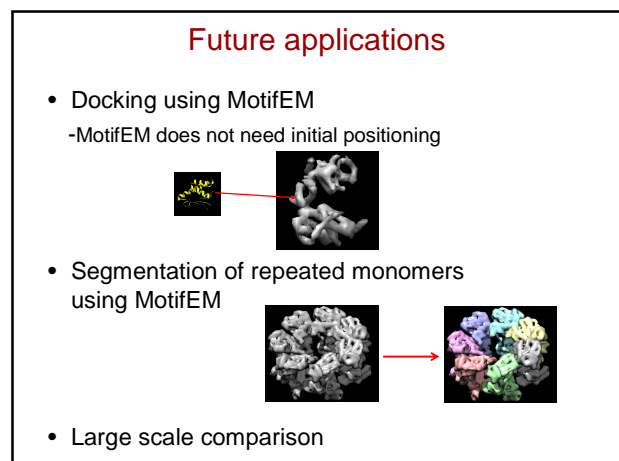 Future applications
• Docking using MotifEM
-MotifEM does not need initial positioning
• Segmentation of repeated monomers
using MotifEM
• Large scale comparison